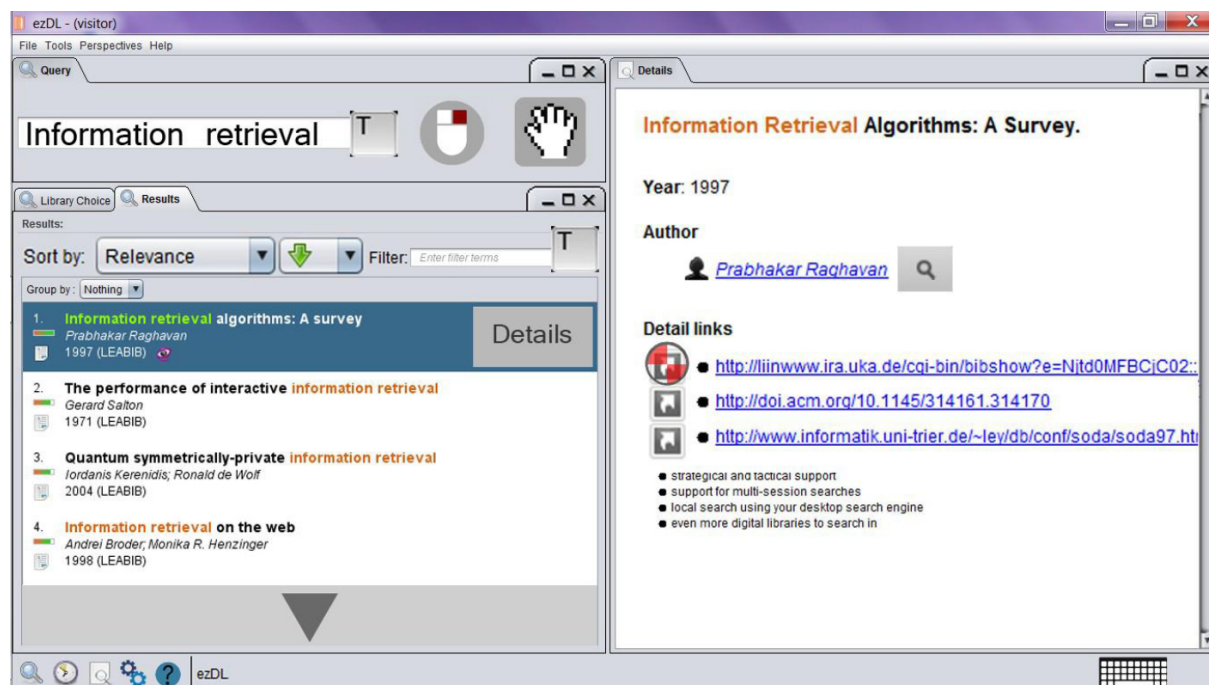 ezDL - (visitor)
File Tools Perspectives Help
Query
Information retrieval T
Library Choice Results
Results:
Sort by: Relevance Filter: Enter filter terms T
Group by: Nothing
1. Information retrieval algorithms: A survey
Prabhakar Raghavan
1997 (LEABIB)
Details
2. The performance of interactive information retrieval
Gerard Salton
1971 (LEABIB)
3. Quantum symmetrically-private information retrieval
Iordanis Kerenidis; Ronald de Wolf
2004 (LEABIB)
4. Information retrieval on the web
Andrei Broder; Monika R. Henzinger
1998 (LEABIB)
ezDL
Details
Information Retrieval Algorithms: A Survey.
Year: 1997
Author
Prabhakar Raghavan
Detail links
http://liinwww.ira.uka.de/cgi-bin/bibshow?e=Njtd0MFBCjC02::
http://doi.acm.org/10.1145/314161.314170
http://www.informatik.uni-trier.de/~ley/db/conf/soda/soda97.ht
strategical and tactical support
support for multi-session searches
local search using your desktop search engine
even more digital libraries to search in